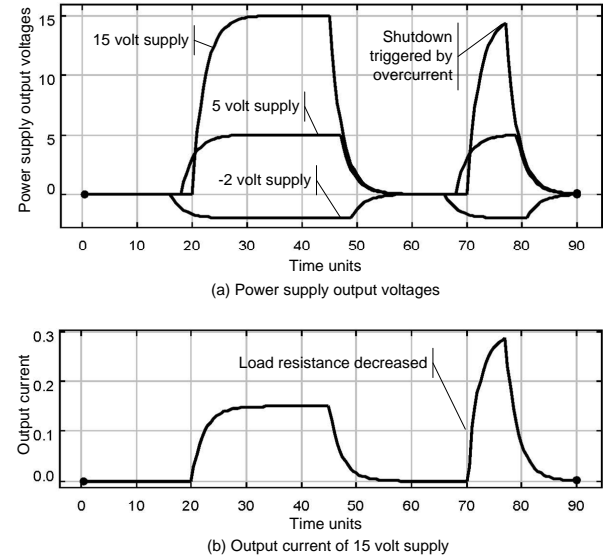 Power supply output voltages
15
10
5
0
15 volt supply
5 volt supply
-2 volt supply
Shutdown
triggered by
overcurrent
0 10 20 30 40 50 60 70 80 90
Time units
(a) Power supply output voltages
Output current
0.3
0.2
0.1
0.0
Load resistance decreased
0 10 20 30 40 50 60 70 80 90
Time units
(b) Output current of 15 volt supply